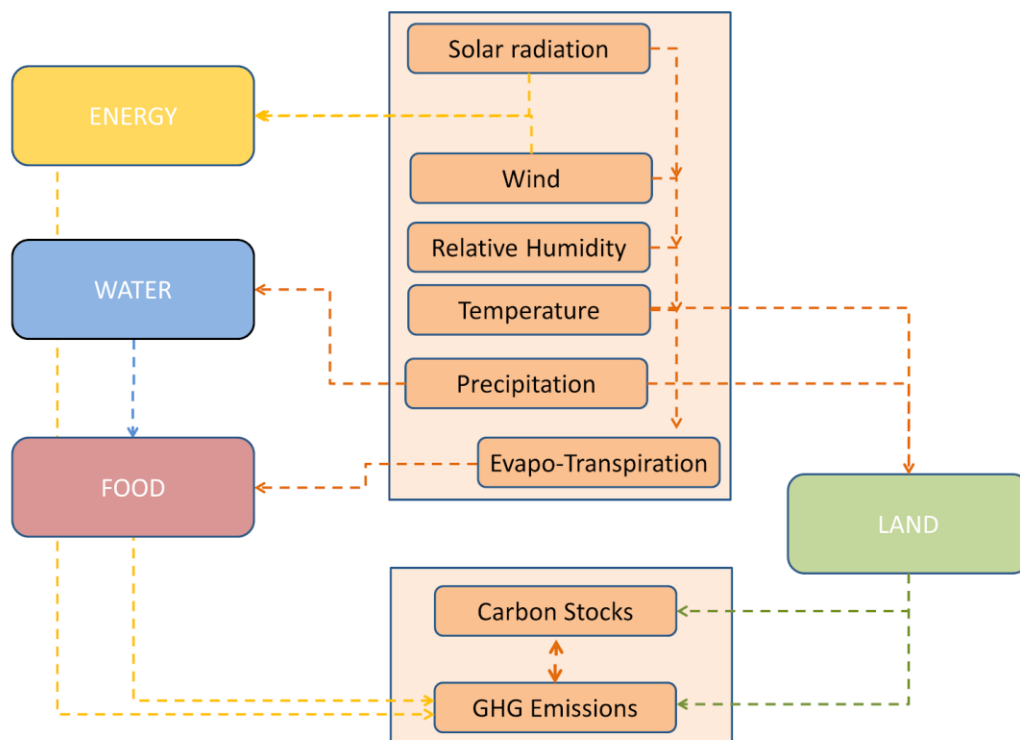 Solar radiation
ENERGY
Wind
Relative Humidity
WATER
Temperature
Precipitation
Evapo-Transpiration
FOOD
LAND
Carbon Stocks
GHG Emissions